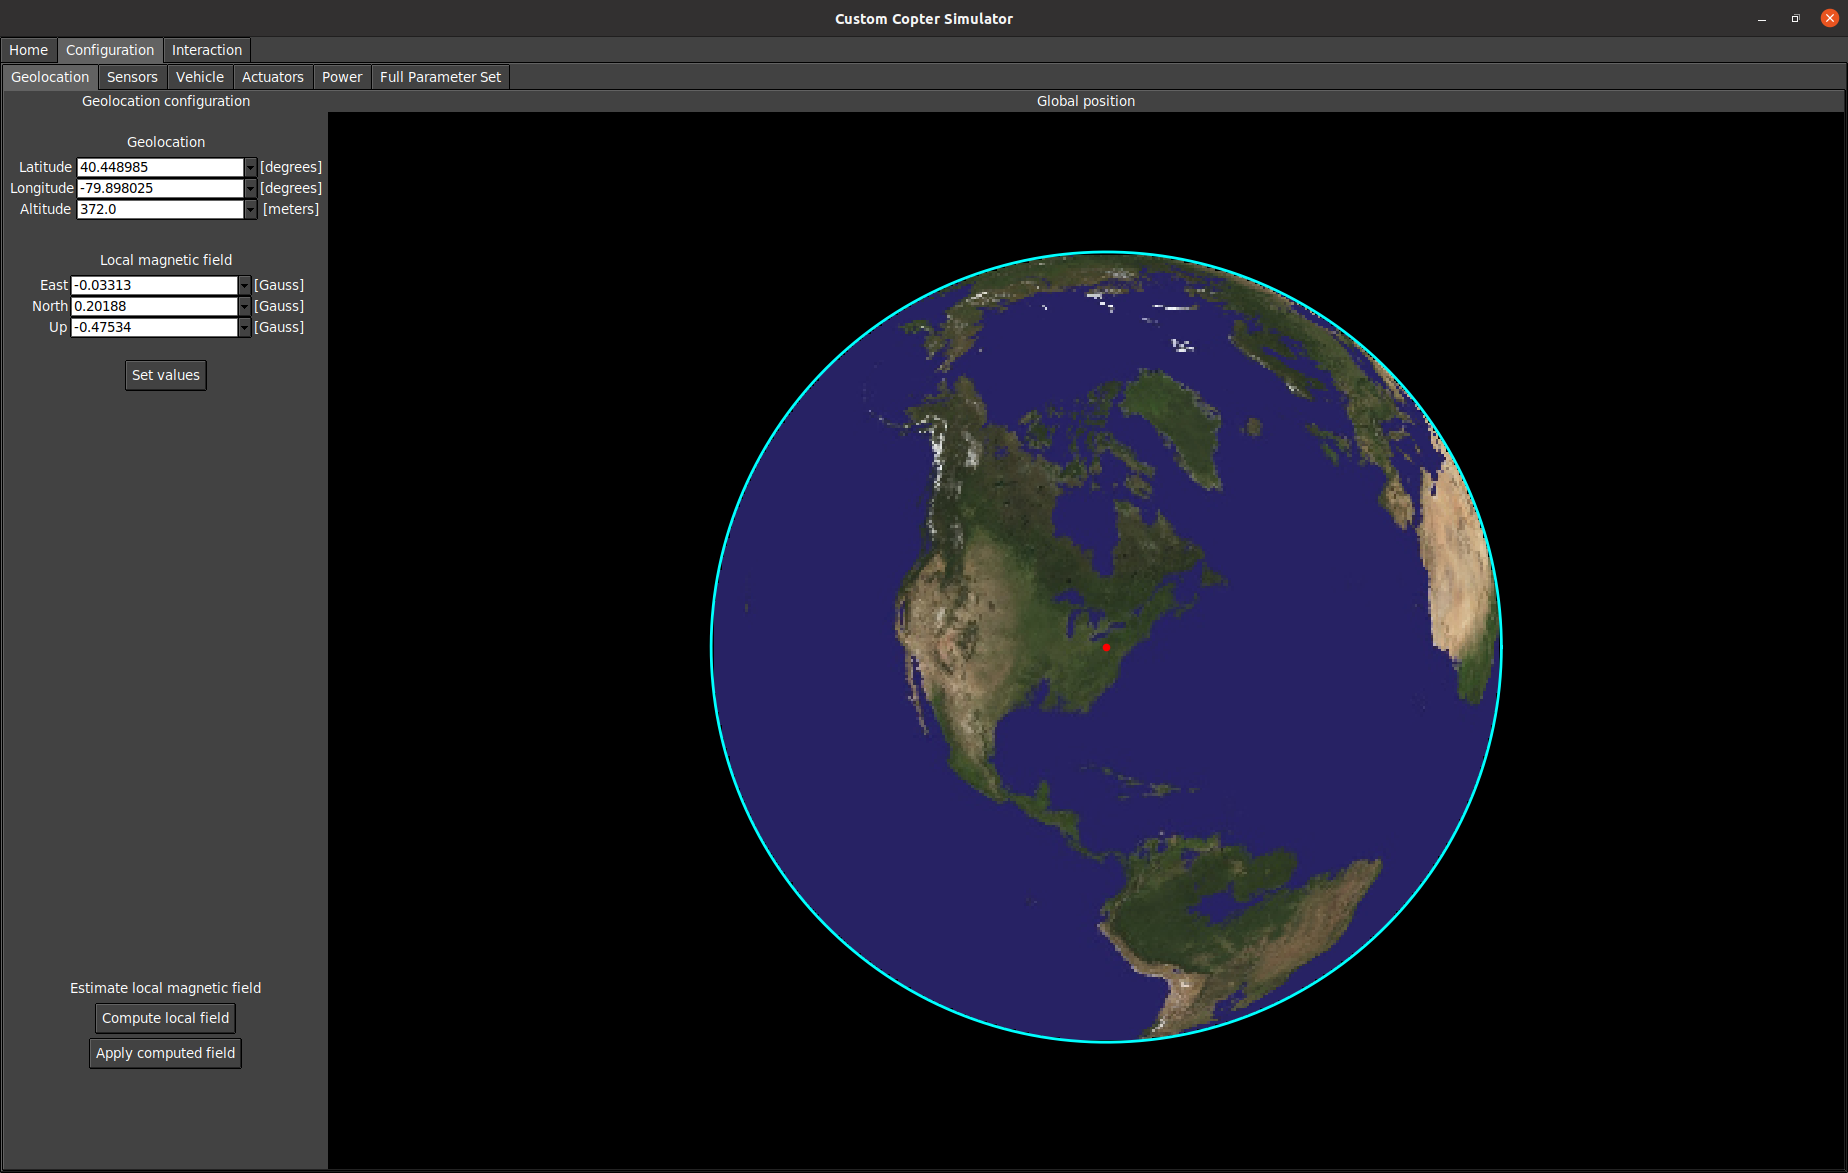 Custom Copter Simulator
Home Configuration Interaction
Geolocation Sensors Vehicle Actuators Power Full Parameter Set
Geolocation configuration
Global position
Geolocation
Latitude 40.448985 [degrees]
Longitude -79.898025 [degrees]
Altitude 372.0 [meters]
Local magnetic field
East -0.03313 [Gauss]
North 0.20188 [Gauss]
Up -0.47534 [Gauss]
Set values
Estimate local magnetic field
Compute local field
Apply computed field